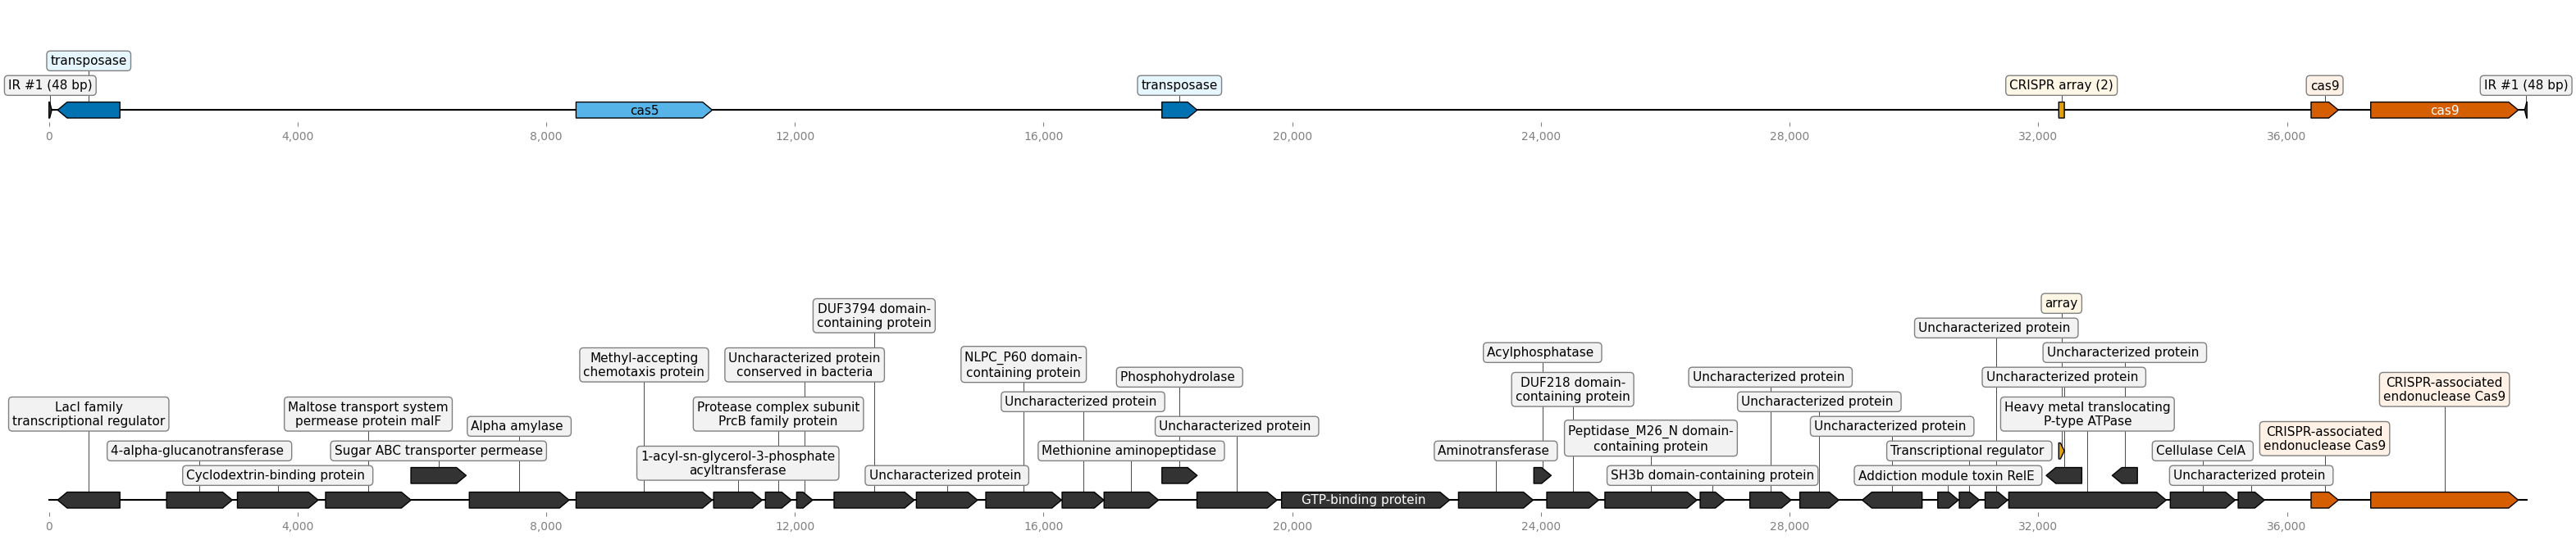 transposase
IR #1 (48 bp)
transposase
CRISPR array (2)
cas9
IR #1 (48 bp)
cas5
cas9
0
4,000
8,000
12,000
16,000
20,000
24,000
28,000
32,000
36,000
array
DUF3794 domain-
containing protein
Uncharacterized protein
Methyl-accepting
chemotaxis protein
Uncharacterized protein
conserved in bacteria
NLPC_P60 domain-
containing protein
Acylphosphatase
Uncharacterized protein
Phosphohydrolase
Uncharacterized protein
Uncharacterized protein
DUF218 domain-
containing protein
CRISPR-associated
endonuclease Cas9
Uncharacterized protein
Uncharacterized protein
LacI family
transcriptional regulator
Maltose transport system
permease protein malF
Protease complex subunit
PrcB family protein
Heavy metal translocating
P-type ATPase
Alpha amylase
Uncharacterized protein
Uncharacterized protein
Peptidase_M26_N domain-
containing protein
CRISPR-associated
endonuclease Cas9
4-alpha-glucanotransferase
Sugar ABC transporter permease
Methionine aminopeptidase
Aminotransferase
Transcriptional regulator
Cellulase CelA
1-acyl-sn-glycerol-3-phosphate
acyltransferase
Cyclodextrin-binding protein
Uncharacterized protein
SH3b domain-containing protein
Addiction module toxin RelE
Uncharacterized protein
GTP-binding protein
0
4,000
8,000
12,000
16,000
20,000
24,000
28,000
32,000
36,000